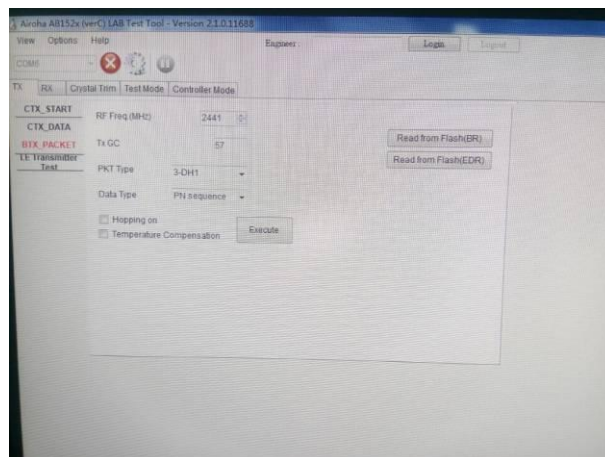 Airoha AB152x (verC) LAB Test Tool - Version 2.1.0.11688
View Options Help
Engineer :
Login
Logout
COM6
TX RX Crystal Trim Test Mode Controller Mode
CTX_START
CTX_DATA
BTX_PACKET
LE Transmitter
Test
RF Freq (MHz) 2441
Tx GC 57
PKT Type 3-DH1
Data Type PN sequence
Hopping on
Temperature Compensation
Execute
Read from Flash(BR)
Read from Flash(EDR)